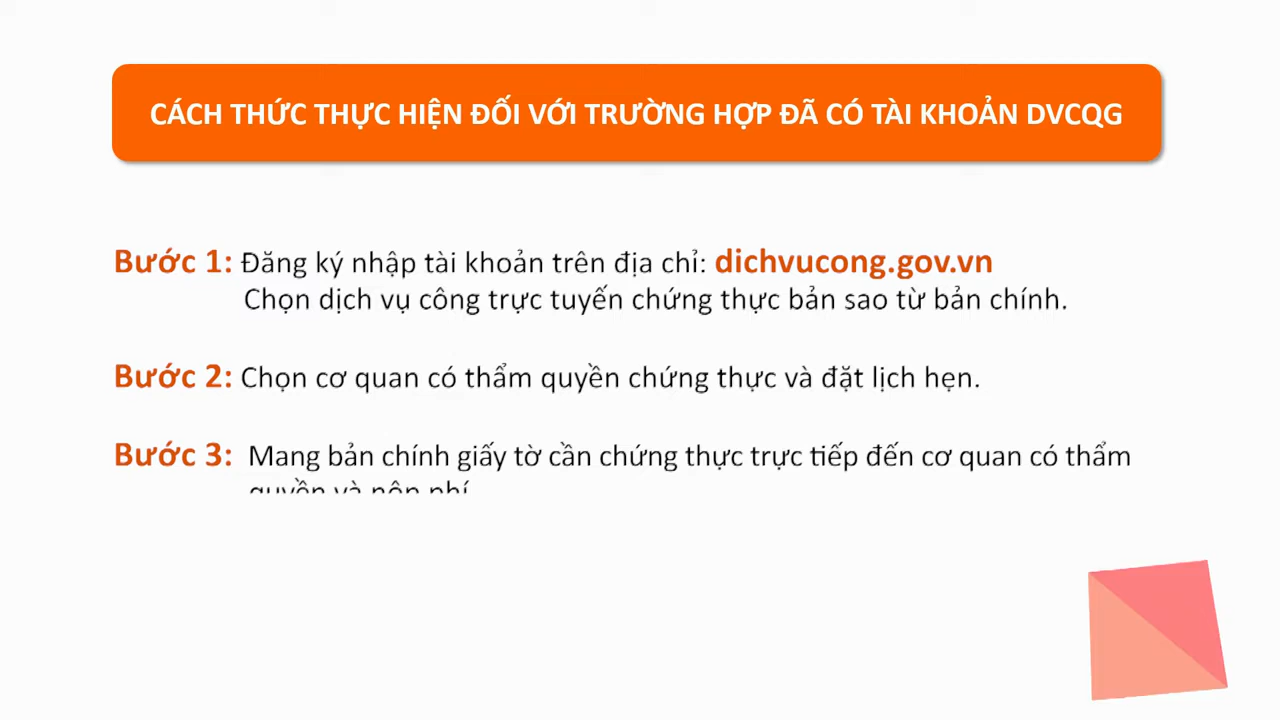 CÁCH THỨC THỰC HIỆN ĐỐI VỚI TRƯỜNG HỢP ĐÃ CÓ TÀI KHOẢN DVCQG
Bước 1: Đăng ký nhập tài khoản trên địa chỉ: dichvucong.gov.vn
Chọn dịch vụ công trực tuyến chứng thực bản sao từ bản chính.
Bước 2: Chọn cơ quan có thẩm quyền chứng thực và đặt lịch hẹn.
Bước 3: Mang bản chính giấy tờ cần chứng thực trực tiếp đến cơ quan có thẩm
quyền và nộp phí